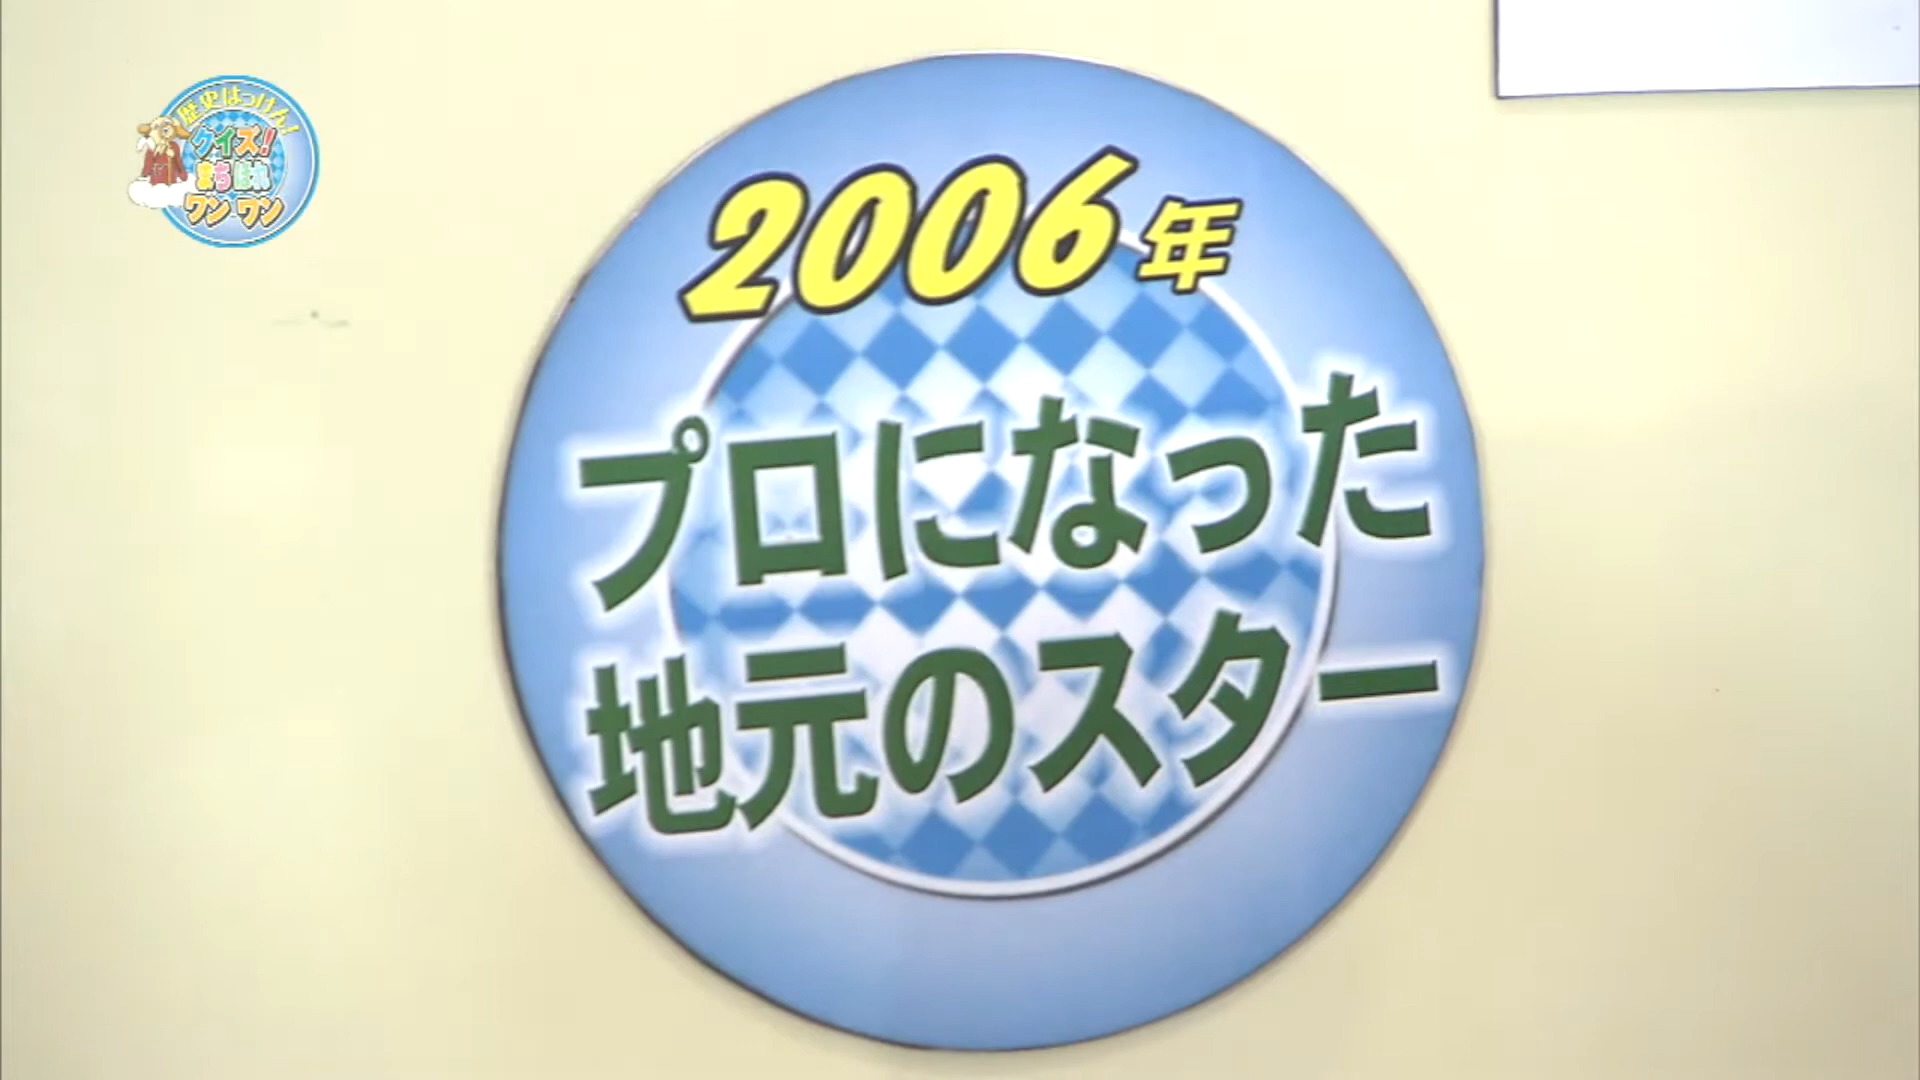 歴史はっけん!
クイズ!
まちはれ
ワンワン
2006年
プロになった
地元のスター